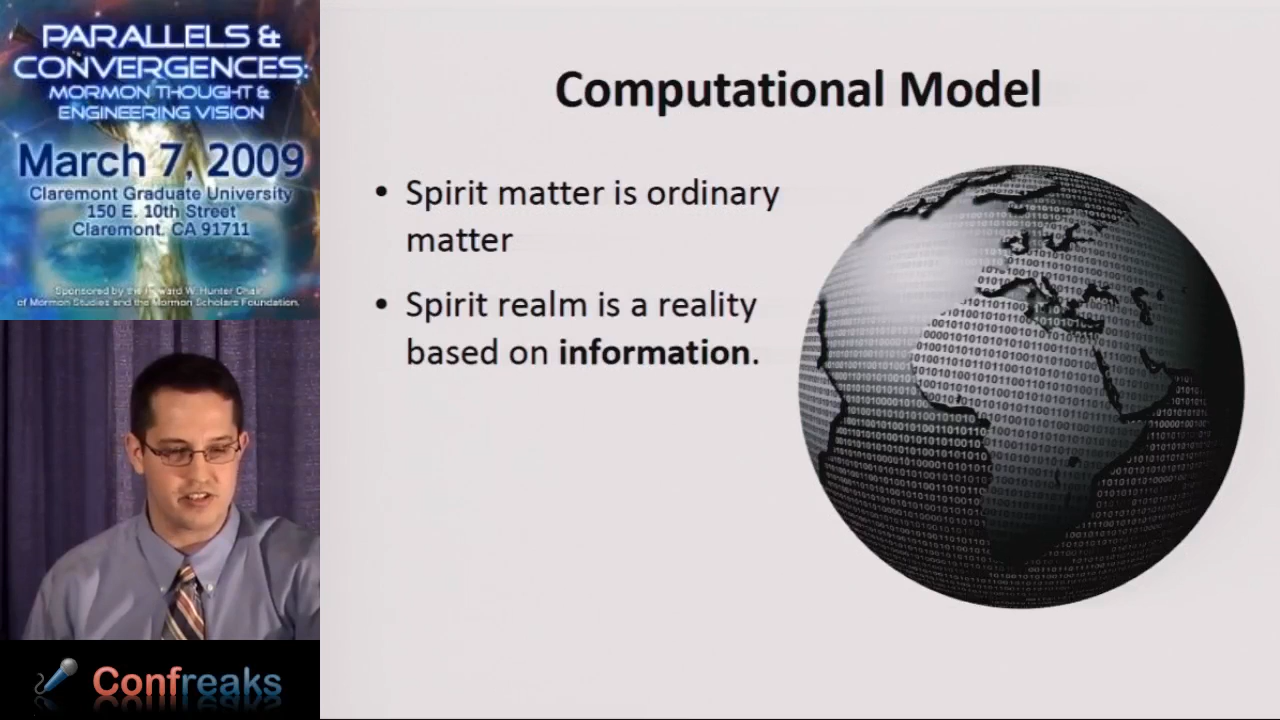 PARALLELS &
CONVERGENCES:
MORMON THOUGHT &
ENGINEERING VISION
March 7, 2009
Claremont Graduate University
150 E. 10th Street
Claremont, CA 91711
Sponsored by the Howard W. Hunter Chair
of Mormon Studies and the Mormon Scholars Foundation.
Confreaks
Computational Model
• Spirit matter is ordinary
matter
• Spirit realm is a reality
based on information.